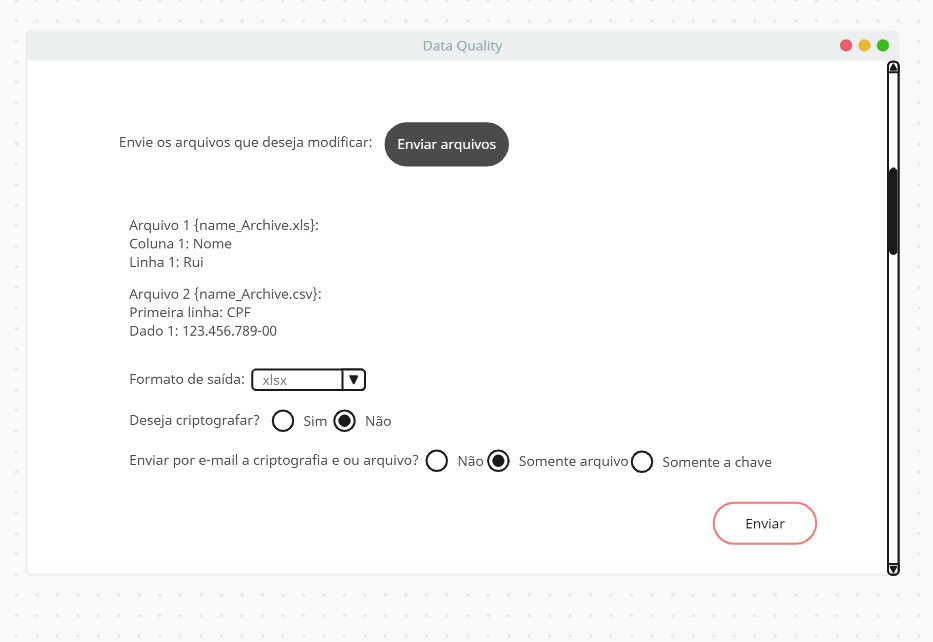 Data Quality
Envie os arquivos que deseja modificar: Enviar arquivos
Arquivo 1 {name_Archive.xls}:
Coluna 1: Nome
Linha 1: Rui
Arquivo 2 {name_Archive.csv}:
Primeira linha: CPF
Dado 1: 123.456.789-00
Formato de saída: xlsx
Deseja criptografar? Sim Não
Enviar por e-mail a criptografia e ou arquivo? Não Somente arquivo Somente a chave
Enviar